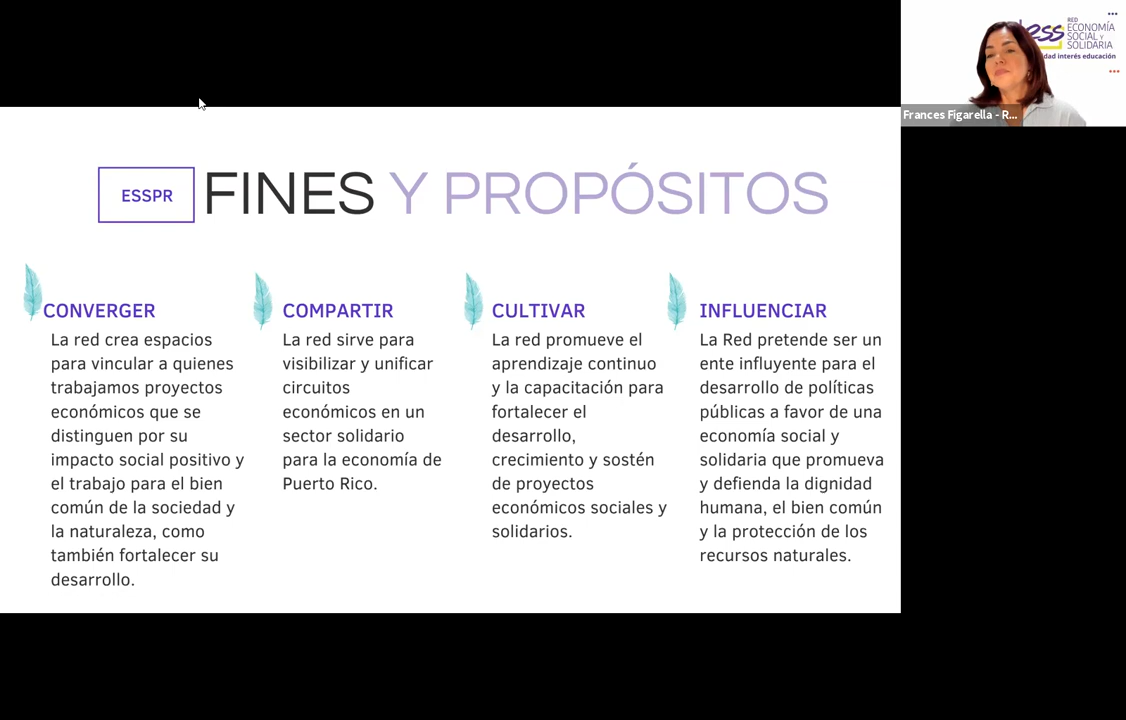 ess
RED
ECONOMÍA
SOCIAL Y
SOLIDARIA
dad interés educación
Frances Figarella - R...
ESSPR
FINES Y PROPÓSITOS
CONVERGER
La red crea espacios
para vincular a quienes
trabajamos proyectos
económicos que se
distinguen por su
impacto social positivo y
el trabajo para el bien
común de la sociedad y
la naturaleza, como
también fortalecer su
desarrollo.
COMPARTIR
La red sirve para
visibilizar y unificar
circuitos
económicos en un
sector solidario
para la economía de
Puerto Rico.
CULTIVAR
La red promueve el
aprendizaje continuo
y la capacitación para
fortalecer el
desarrollo,
crecimiento y sostén
de proyectos
económicos sociales y
solidarios.
INFLUENCIAR
La Red pretende ser un
ente influyente para el
desarrollo de políticas
públicas a favor de una
economía social y
solidaria que promueva
y defienda la dignidad
humana, el bien común
y la protección de los
recursos naturales.